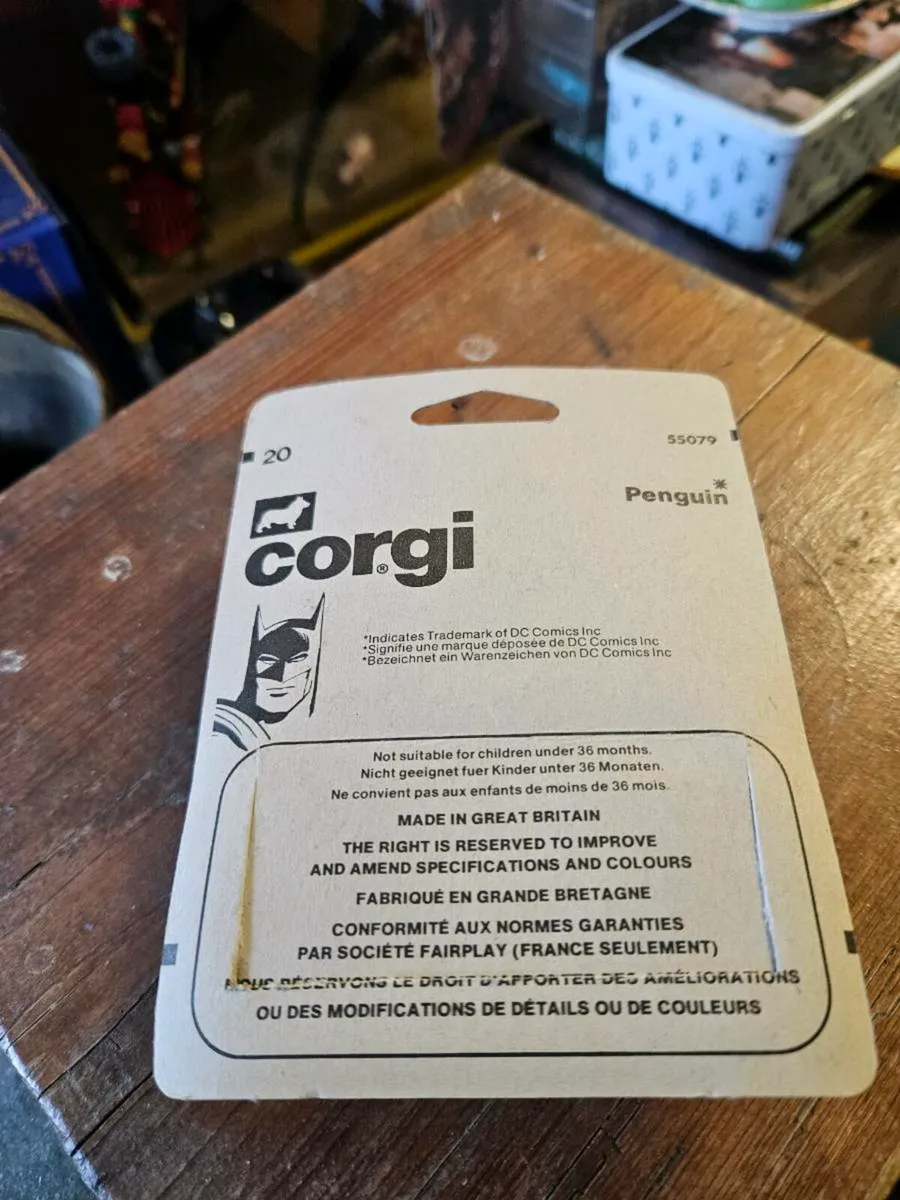 20
55079
Penguin*
corgi®
*Indicates Trademark of DC Comics Inc
*Signifie une marque déposée de DC Comics Inc
*Bezeichnet ein Warenzeichen von DC Comics Inc
Not suitable for children under 36 months.
Nicht geeignet fuer Kinder unter 36 Monaten.
Ne convient pas aux enfants de moins de 36 mois.
MADE IN GREAT BRITAIN
THE RIGHT IS RESERVED TO IMPROVE
AND AMEND SPECIFICATIONS AND COLOURS
FABRIQUÉ EN GRANDE BRETAGNE
CONFORMITÉ AUX NORMES GARANTIES
PAR SOCIÉTÉ FAIRPLAY (FRANCE SEULEMENT)
NOUS RÉSERVONS LE DROIT D'APPORTER DES AMÉLIORATIONS
OU DES MODIFICATIONS DE DÉTAILS OU DE COULEURS